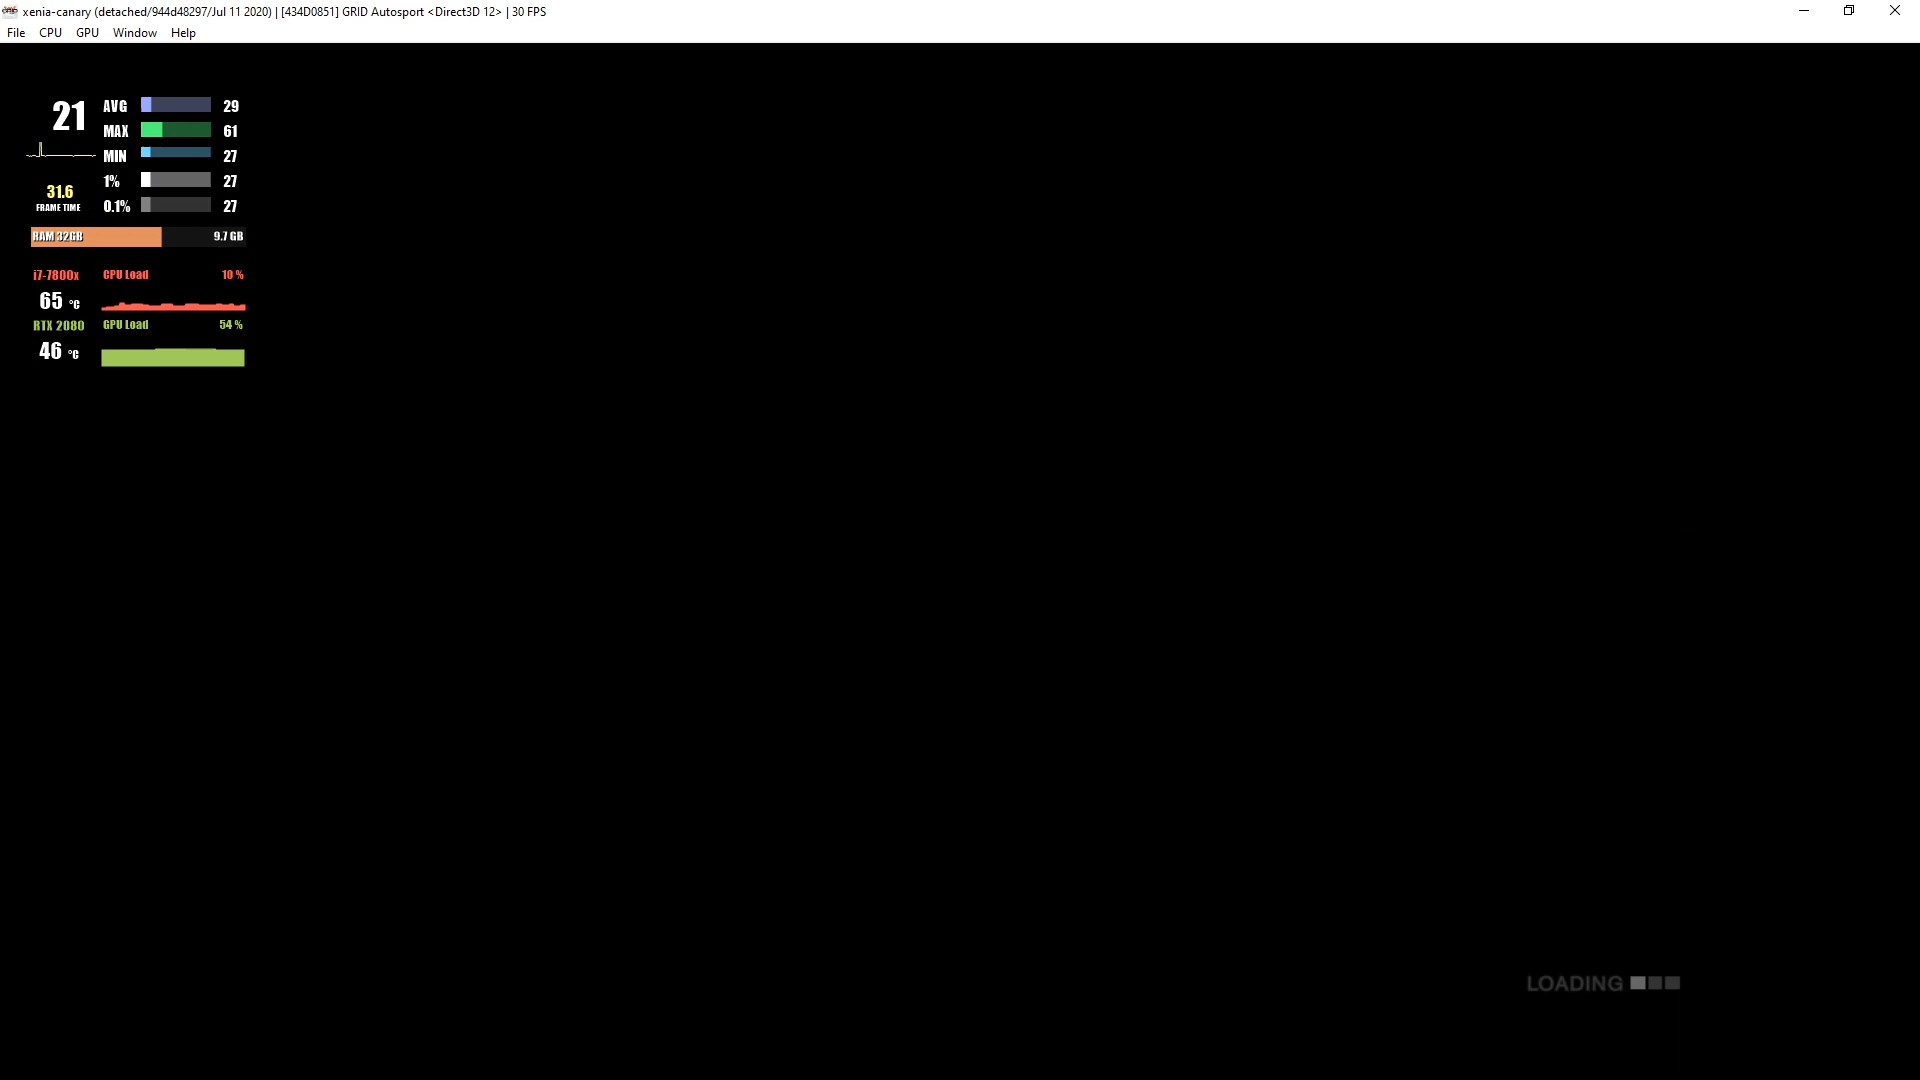 xenia-canary (detached/944d48297/Jul 11 2020) | [434D0851] GRID Autosport <Direct3D 12> | 30 FPS
File CPU GPU Window Help
21
AVG 29
MAX 61
MIN 27
1% 27
31.6
FRAME TIME
0.1% 27
RAM 32GB 9.7 GB
i7-7800x CPU Load 10 %
65 °C
RTX 2080 GPU Load 54 %
46 °C
LOADING